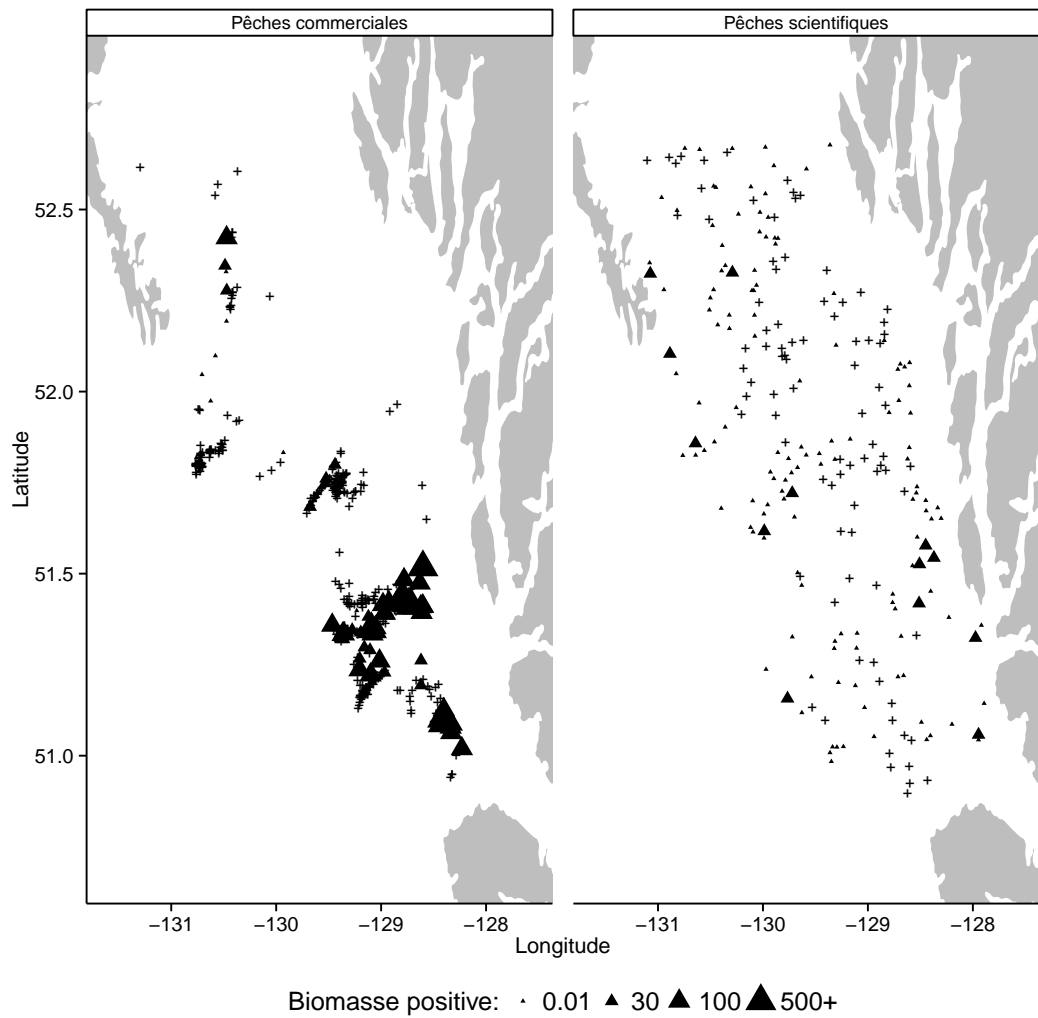 Pêches commerciales
Pêches scientifiques
52.5
52.0
51.5
51.0
Latitude
−131 −130 −129 −128
−131 −130 −129 −128
Longitude
Biomasse positive: 0.01 30 100 500+